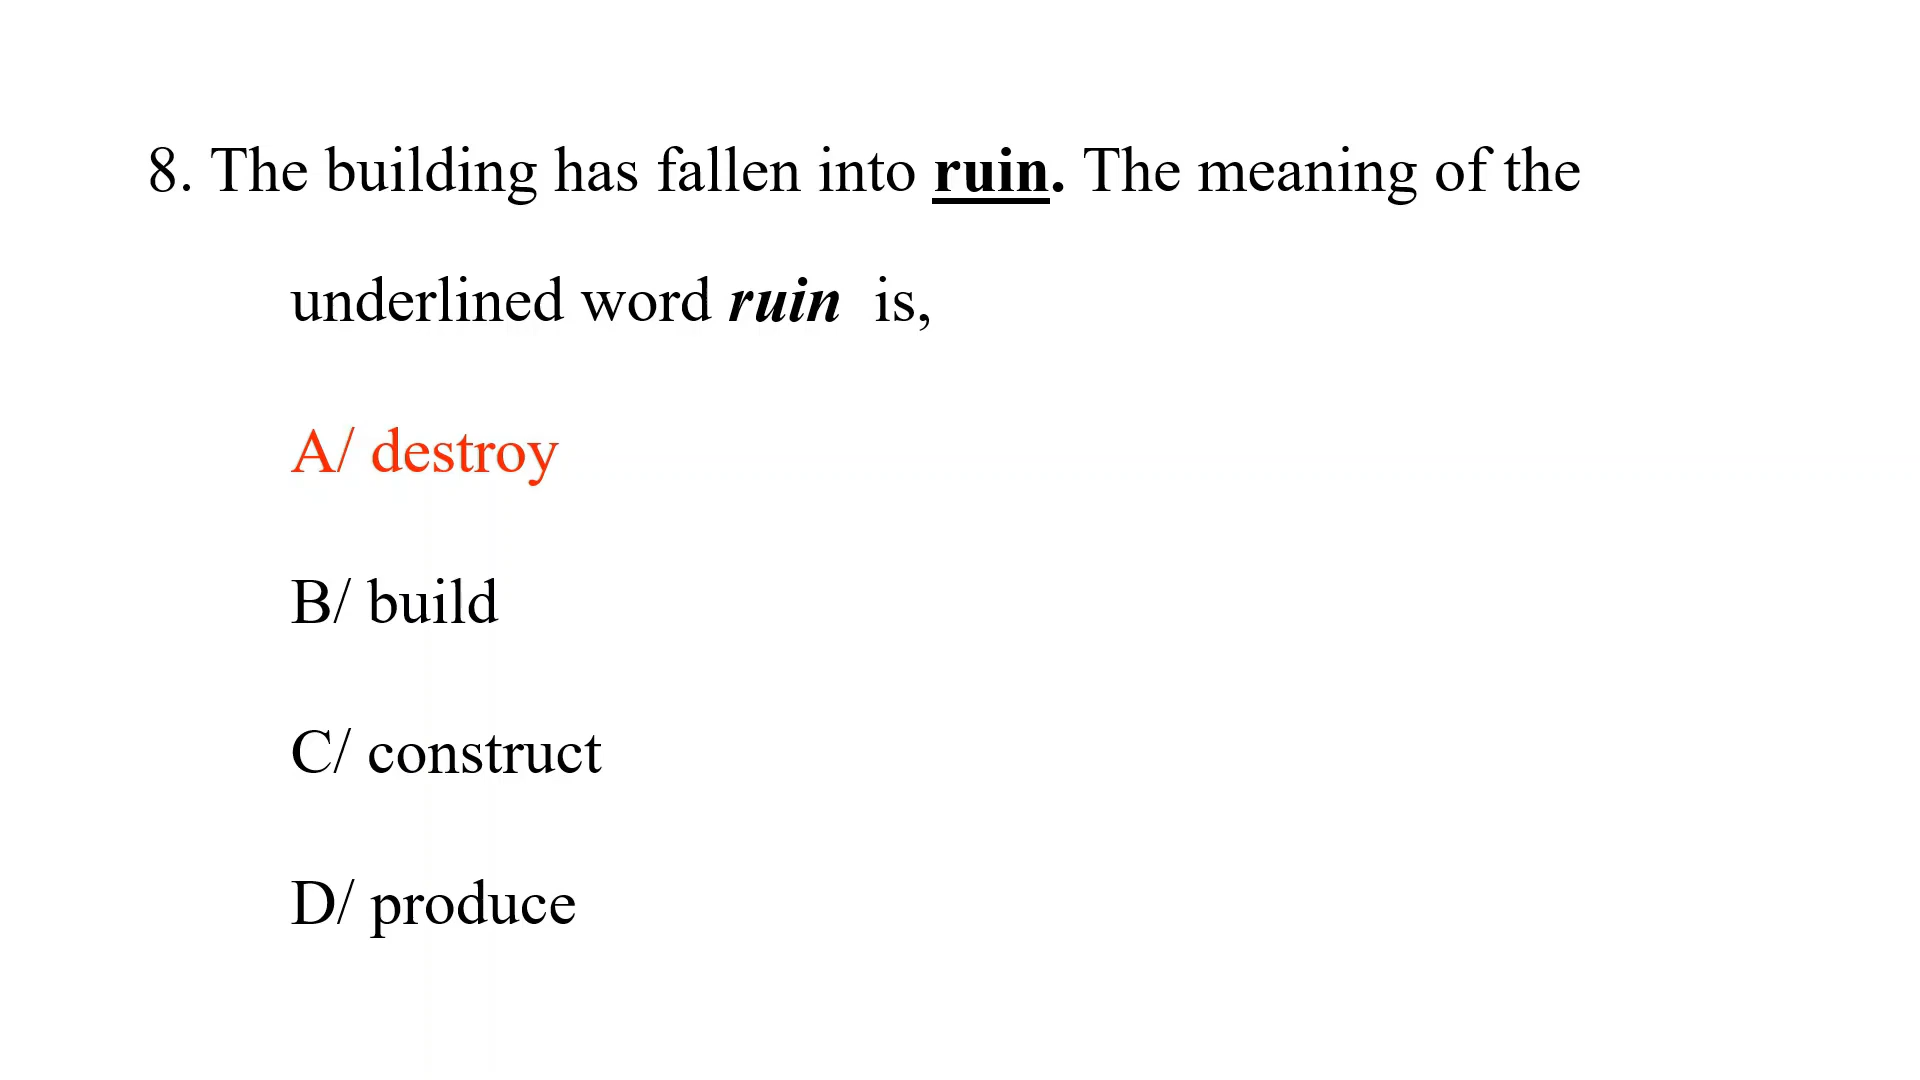 8. The building has fallen into ruin. The meaning of the
underlined word ruin is,
A/ destroy
B/ build
C/ construct
D/ produce